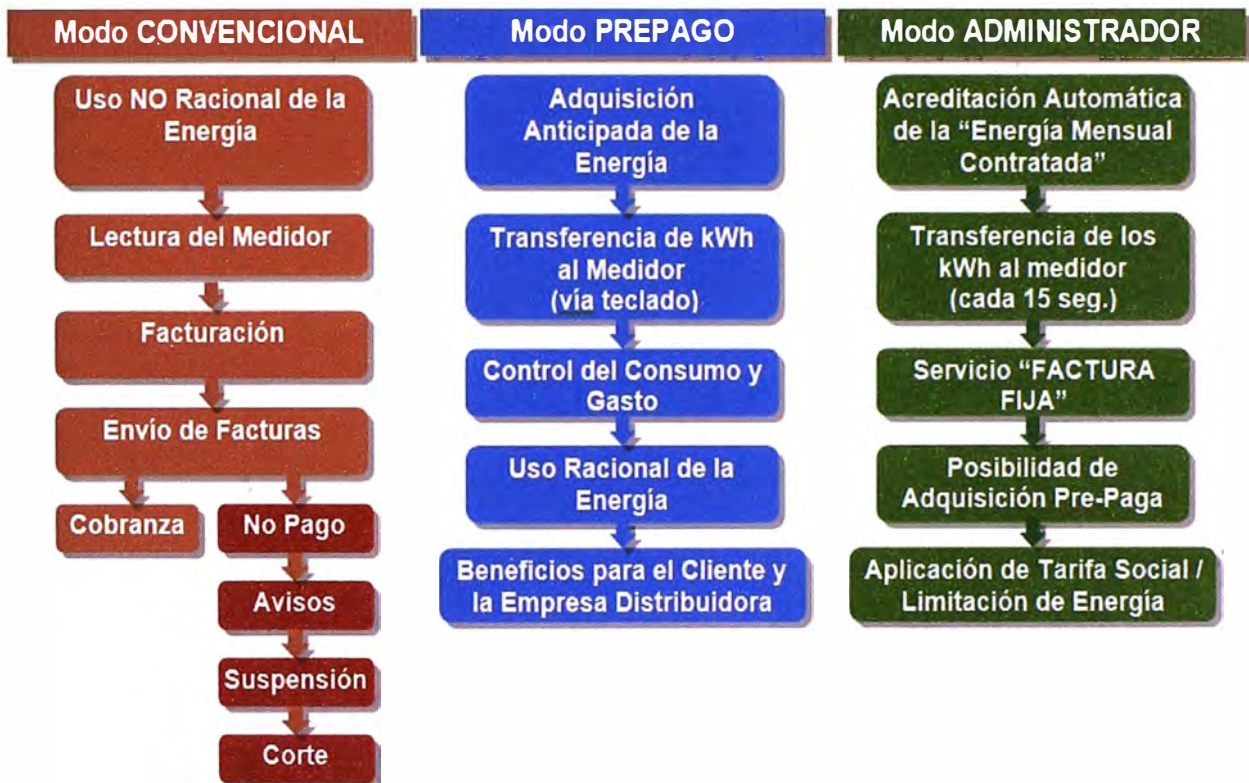 Modo CONVENCIONAL
Uso NO Racional de la
Energía
Lectura del Medidor
Facturación
Envío de Facturas
Cobranza
No Pago
Avisos
Suspensión
Corte
Modo PREPAGO
Adquisición
Anticipada de la
Energía
Transferencia de kWh
al Medidor
(vía teclado)
Control del Consumo y
Gasto
Uso Racional de la
Energía
Beneficios para el Cliente y
la Empresa Distribuidora
Modo ADMINISTRADOR
Acreditación Automática
de la “Energía Mensual
Contratada”
Transferencia de los
kWh al medidor
(cada 15 seg.)
Servicio “FACTURA
FIJA”
Posibilidad de
Adquisición Pre-Paga
Aplicación de Tarifa Social /
Limitación de Energía